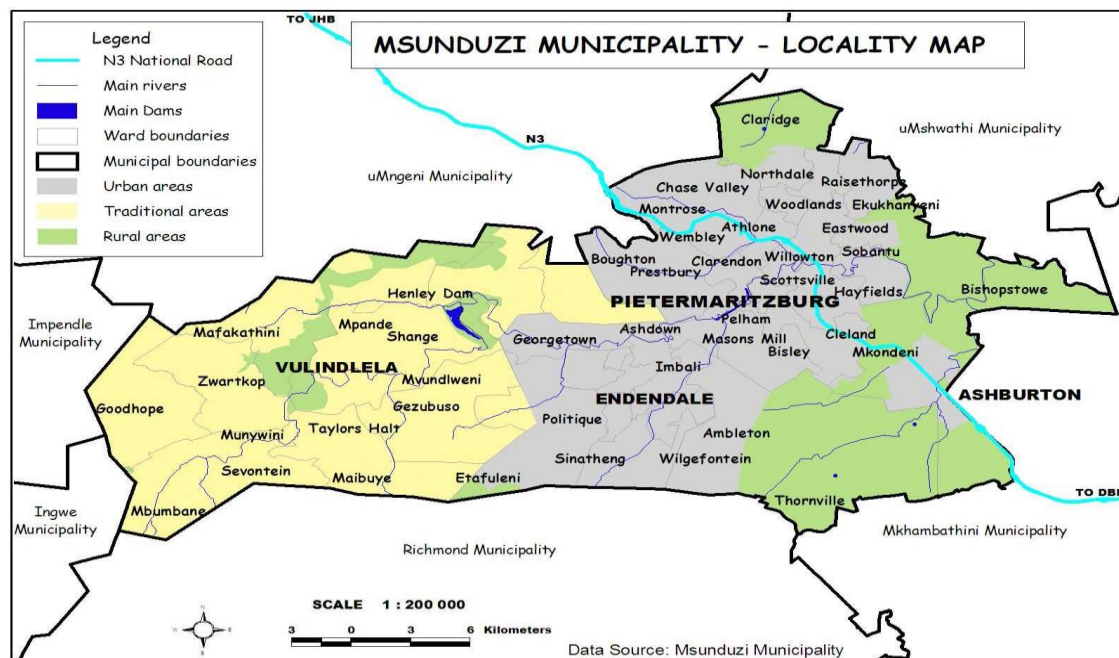 TO JHB
MSUNDUZI MUNICIPALITY - LOCALITY MAP
Legend
N3 National Road
Main rivers
Main Dams
Ward boundaries
Municipal boundaries
Urban areas
Traditional areas
Rural areas
Claridge
uMshwathi Municipality
N3
uMngeni Municipality
Northdale
Chase Valley
Raisethorpe
Montrose
Woodlands
Ekukhanyeni
Athlone
Eastwood
Wembley
Sobantu
Boughton
Clarendon
Willowton
Prestbury
Scottsville
Hayfields
Bishopstowe
Henley Dam
PIETERMARITZBURG
Impendle
Municipality
Mafakathini
Mpande
Shange
Georgetown
Ashdown
Pelham
Masons Mill
Cleland
Bisley
Mkondeni
VULINDLELA
Zwartkop
Mvundlweni
Imbali
ASHBURTON
Goodhope
Gezubuso
ENDENDALE
Politique
Munywini
Taylors Halt
Ambleton
Sevontein
Maibuye
Etafuleni
Sinatheng
Wilgefontein
Thornville
TO DBN
Mbumbane
Ingwe
Municipality
Mkhambathini Municipality
Richmond Municipality
SCALE 1 : 200 000
N
W
E
S
3 0 3 6 Kilometers
Data Source: Msunduzi Municipality